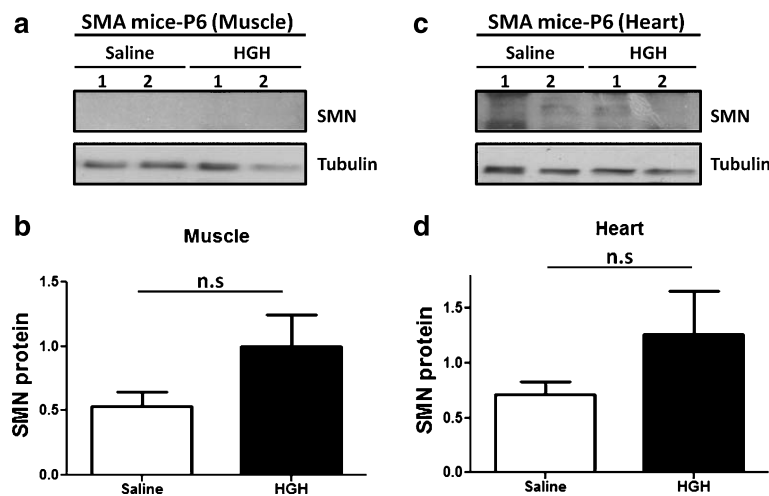 a
SMA mice-P6 (Muscle)
Saline HGH
1 2 1 2
SMN
Tubulin
b
Muscle
n.s
SMN protein
1.5
1.0
0.5
0.0
Saline HGH
c
SMA mice-P6 (Heart)
Saline HGH
1 2 1 2
SMN
Tubulin
d
Heart
n.s
SMN protein
1.5
1.0
0.5
0.0
Saline HGH